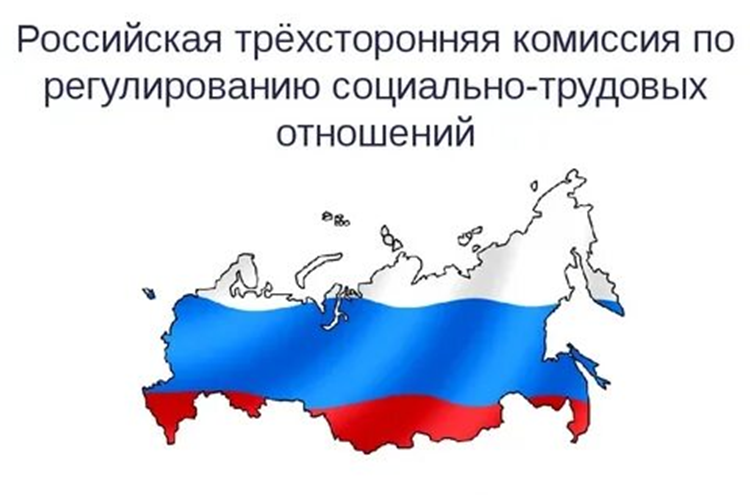 Российская трёхсторонняя комиссия по
регулированию социально-трудовых
отношений